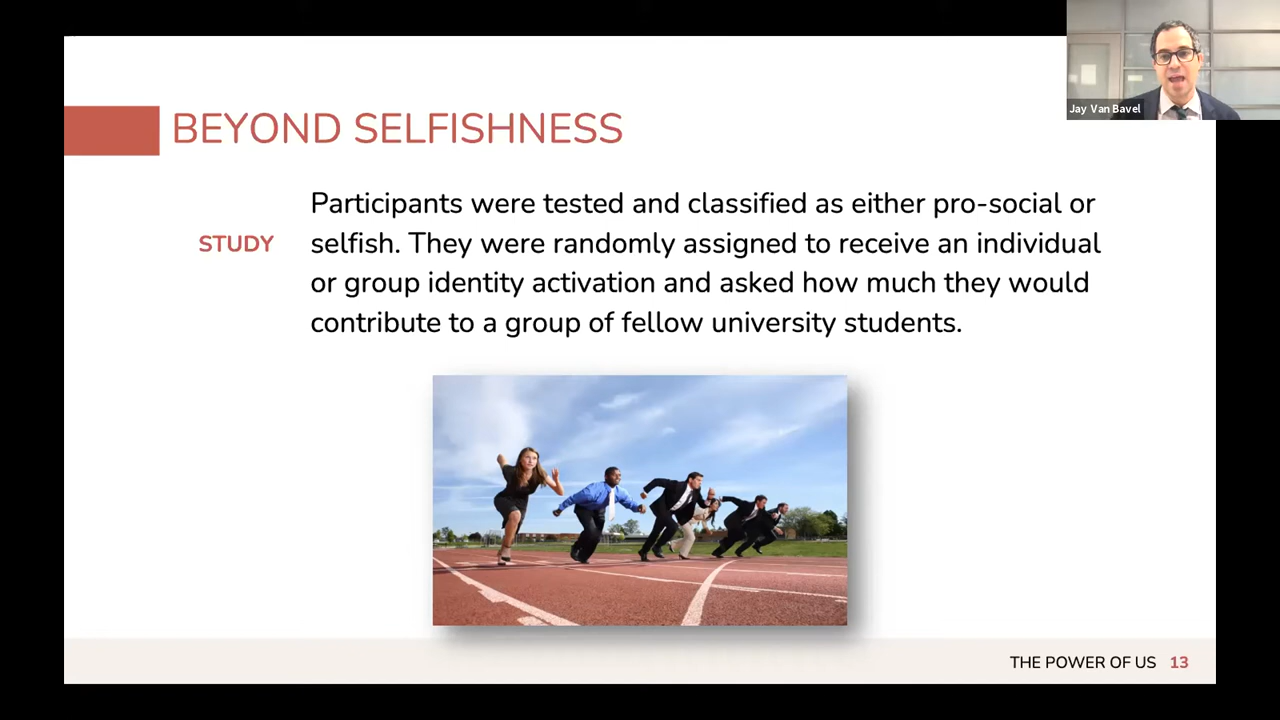 Jay Van Bavel
BEYOND SELFISHNESS
STUDY
Participants were tested and classified as either pro-social or
selfish. They were randomly assigned to receive an individual
or group identity activation and asked how much they would
contribute to a group of fellow university students.
THE POWER OF US 13